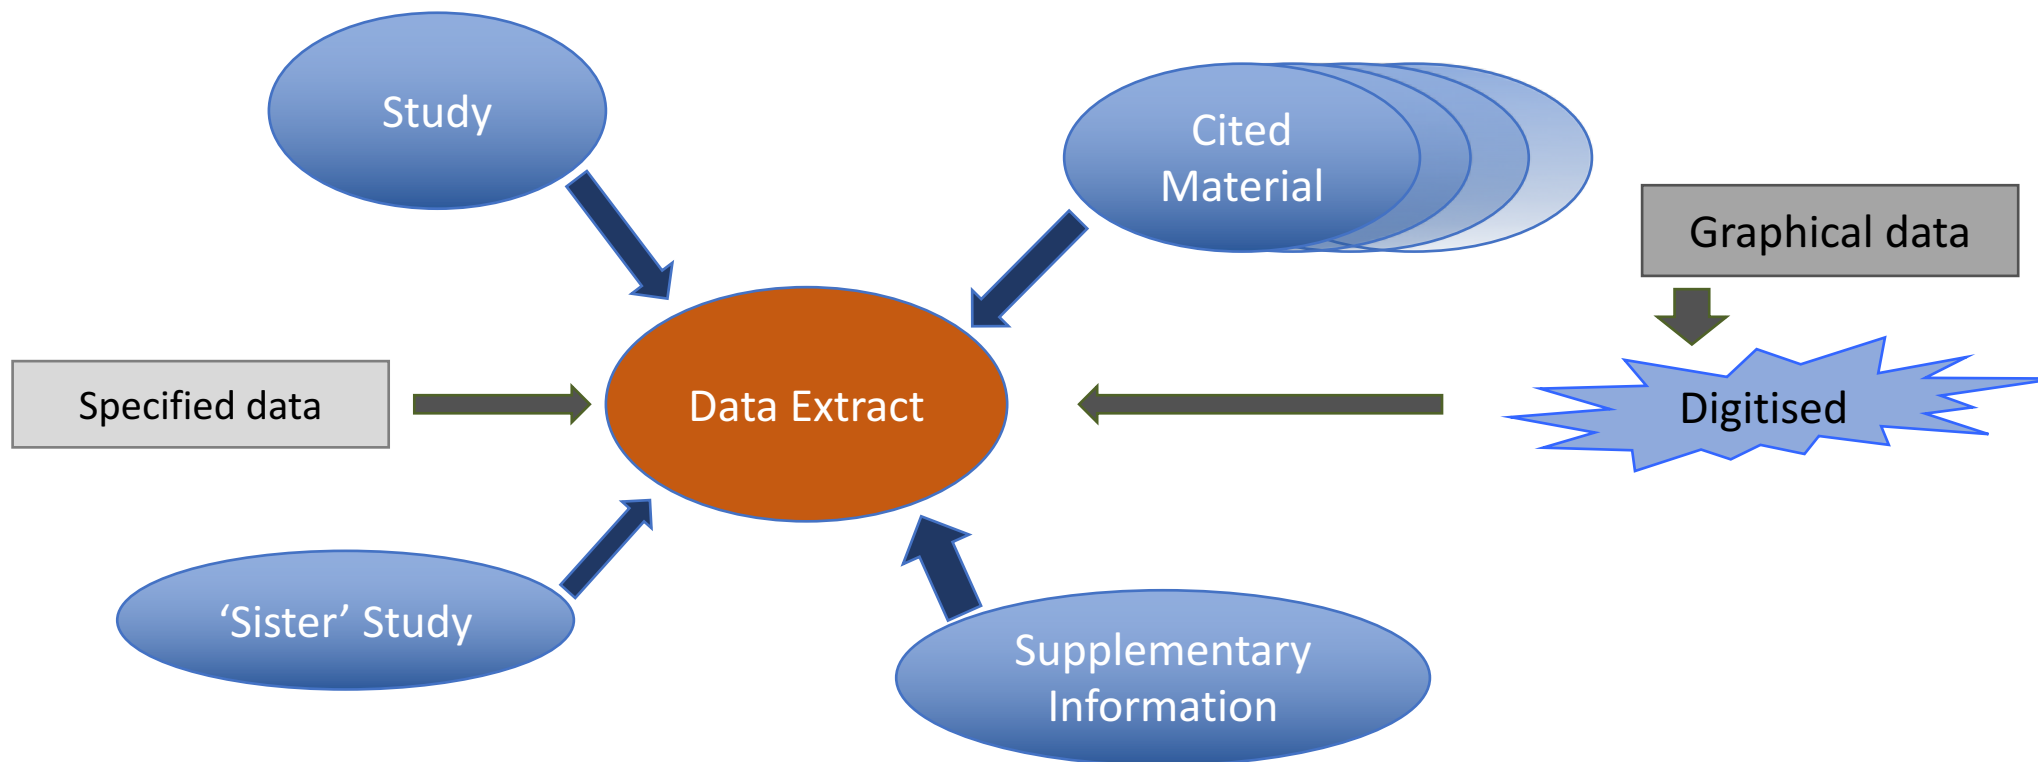 Study
Cited
Material
Graphical data
Specified data
Data Extract
Digitised
‘Sister’ Study
Supplementary
Information